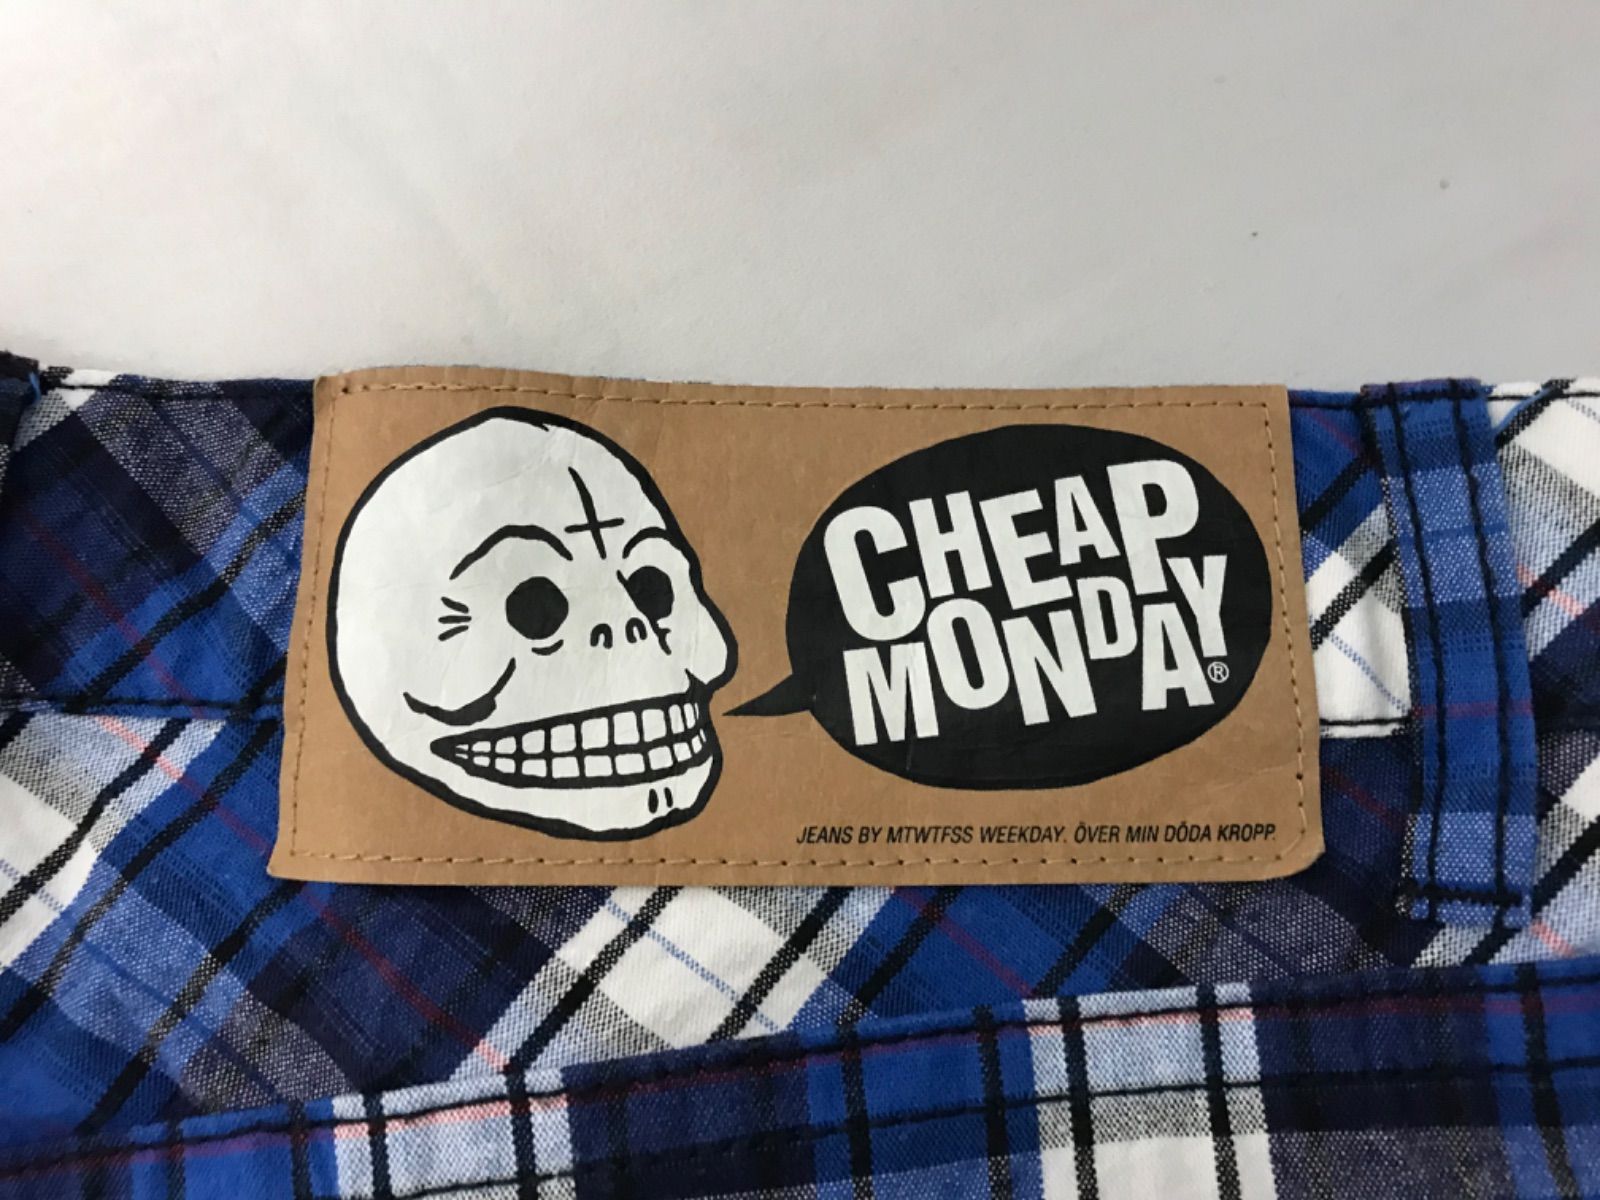 CHEAP
MONDAY®
JEANS BY MTWTFSS WEEKDAY. ÖVER MIN DÖDA KROPP.